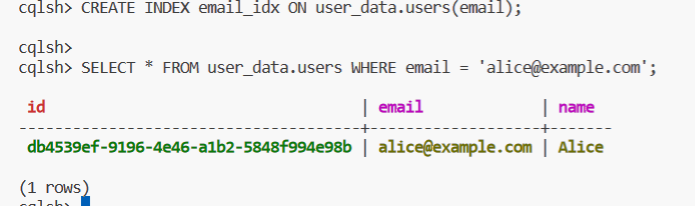 cqlsh> CREATE INDEX email_idx ON user_data.users(email);
cqlsh>
cqlsh> SELECT * FROM user_data.users WHERE email = 'alice@example.com';
 id                                   | email             | name
--------------------------------------+-------------------+-------
 db4539ef-9196-4e46-a1b2-5848f994e98b | alice@example.com | Alice
(1 rows)
cqlsh>